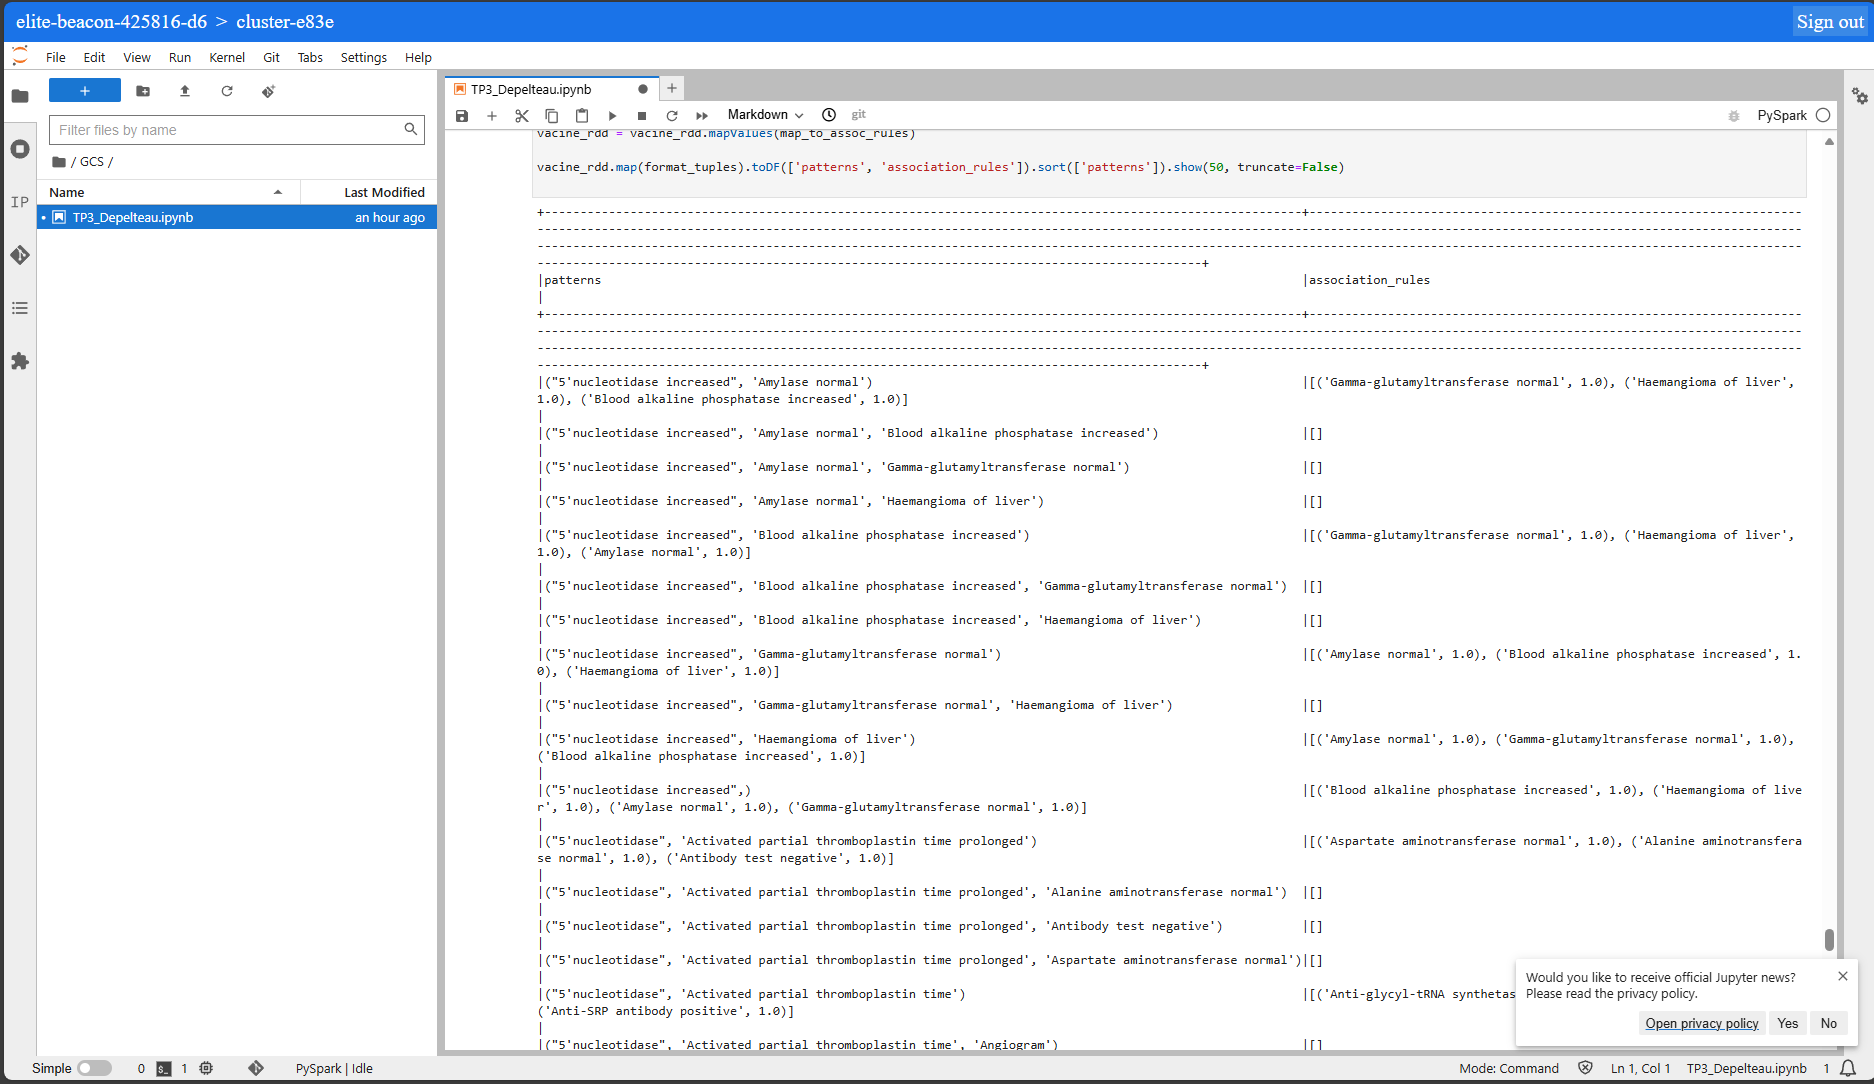 elite-beacon-425816-d6 > cluster-e83e
Sign out
File Edit View Run Kernel Git Tabs Settings Help
Filter files by name
/ GCS /
Name Last Modified
TP3_Depelteau.ipynb an hour ago
IP
TP3_Depelteau.ipynb
Markdown
git
PySpark
vacine_rdd = vacine_rdd.mapValues(map_to_assoc_rules)
vacine_rdd.map(format_tuples).toDF(['patterns', 'association_rules']).sort(['patterns']).show(50, truncate=False)
|patterns |association_rules
|
|("5'nucleotidase increased", 'Amylase normal') |[('Gamma-glutamyltransferase normal', 1.0), ('Haemangioma of liver',
1.0), ('Blood alkaline phosphatase increased', 1.0)]
|
|("5'nucleotidase increased", 'Amylase normal', 'Blood alkaline phosphatase increased') |[]
|
|("5'nucleotidase increased", 'Amylase normal', 'Gamma-glutamyltransferase normal') |[]
|
|("5'nucleotidase increased", 'Amylase normal', 'Haemangioma of liver') |[]
|
|("5'nucleotidase increased", 'Blood alkaline phosphatase increased') |[('Gamma-glutamyltransferase normal', 1.0), ('Haemangioma of liver',
1.0), ('Amylase normal', 1.0)]
|
|("5'nucleotidase increased", 'Blood alkaline phosphatase increased', 'Gamma-glutamyltransferase normal') |[]
|
|("5'nucleotidase increased", 'Blood alkaline phosphatase increased', 'Haemangioma of liver') |[]
|
|("5'nucleotidase increased", 'Gamma-glutamyltransferase normal') |[('Amylase normal', 1.0), ('Blood alkaline phosphatase increased', 1.
0), ('Haemangioma of liver', 1.0)]
|
|("5'nucleotidase increased", 'Gamma-glutamyltransferase normal', 'Haemangioma of liver') |[]
|
|("5'nucleotidase increased", 'Haemangioma of liver') |[('Amylase normal', 1.0), ('Gamma-glutamyltransferase normal', 1.0),
('Blood alkaline phosphatase increased', 1.0)]
|
|("5'nucleotidase increased",) |[('Blood alkaline phosphatase increased', 1.0), ('Haemangioma of live
r', 1.0), ('Amylase normal', 1.0), ('Gamma-glutamyltransferase normal', 1.0)]
|
|("5'nucleotidase", 'Activated partial thromboplastin time prolonged') |[('Aspartate aminotransferase normal', 1.0), ('Alanine aminotransfera
se normal', 1.0), ('Antibody test negative', 1.0)]
|
|("5'nucleotidase", 'Activated partial thromboplastin time prolonged', 'Alanine aminotransferase normal') |[]
|
|("5'nucleotidase", 'Activated partial thromboplastin time prolonged', 'Antibody test negative') |[]
|
|("5'nucleotidase", 'Activated partial thromboplastin time prolonged', 'Aspartate aminotransferase normal')|[]
|
|("5'nucleotidase", 'Activated partial thromboplastin time') |[('Anti-glycyl-tRNA synthetas
('Anti-SRP antibody positive', 1.0)]
|
|("5'nucleotidase", 'Activated partial thromboplastin time', 'Angiogram') |[]
Would you like to receive official Jupyter news?
Please read the privacy policy.
Open privacy policy Yes No
Simple 0 1 PySpark | Idle
Mode: Command Ln 1, Col 1 TP3_Depelteau.ipynb 1